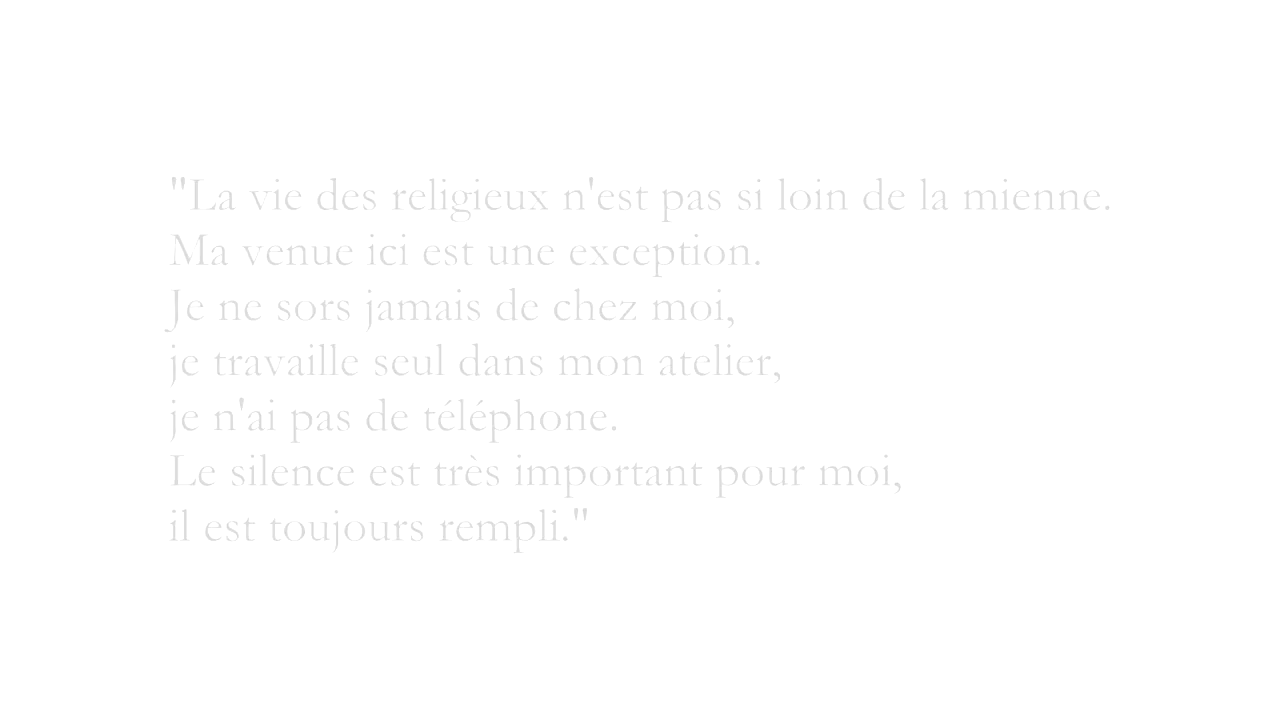 "La vie des religieux n'est pas si loin de la mienne.
Ma venue ici est une exception.
Je ne sors jamais de chez moi,
je travaille seul dans mon atelier,
je n'ai pas de téléphone.
Le silence est très important pour moi,
il est toujours rempli."